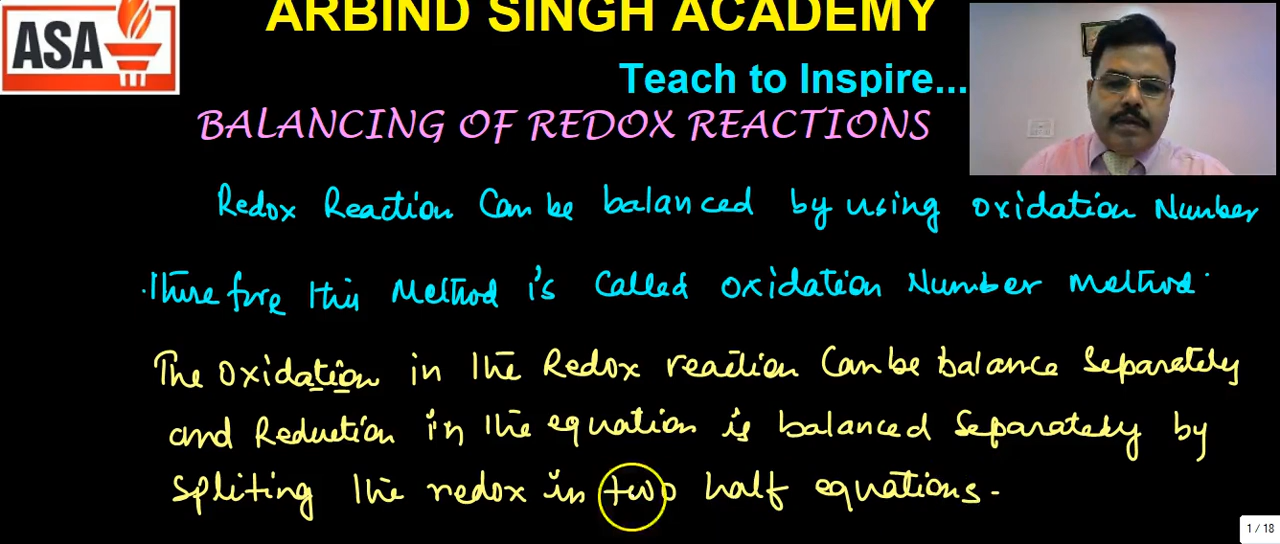 ARBIND SINGH ACADEMY
ASA
Teach to Inspire...
BALANCING OF REDOX REACTIONS
Redox Reaction Can be balanced by using oxidation Number
Therefore this Method is Called Oxidation Number Method.
The Oxidation in the Redox reaction Can be balance Separately
and Reduction in the equation is balanced Separately by
Spliting the redox in two half equations.
1 / 18